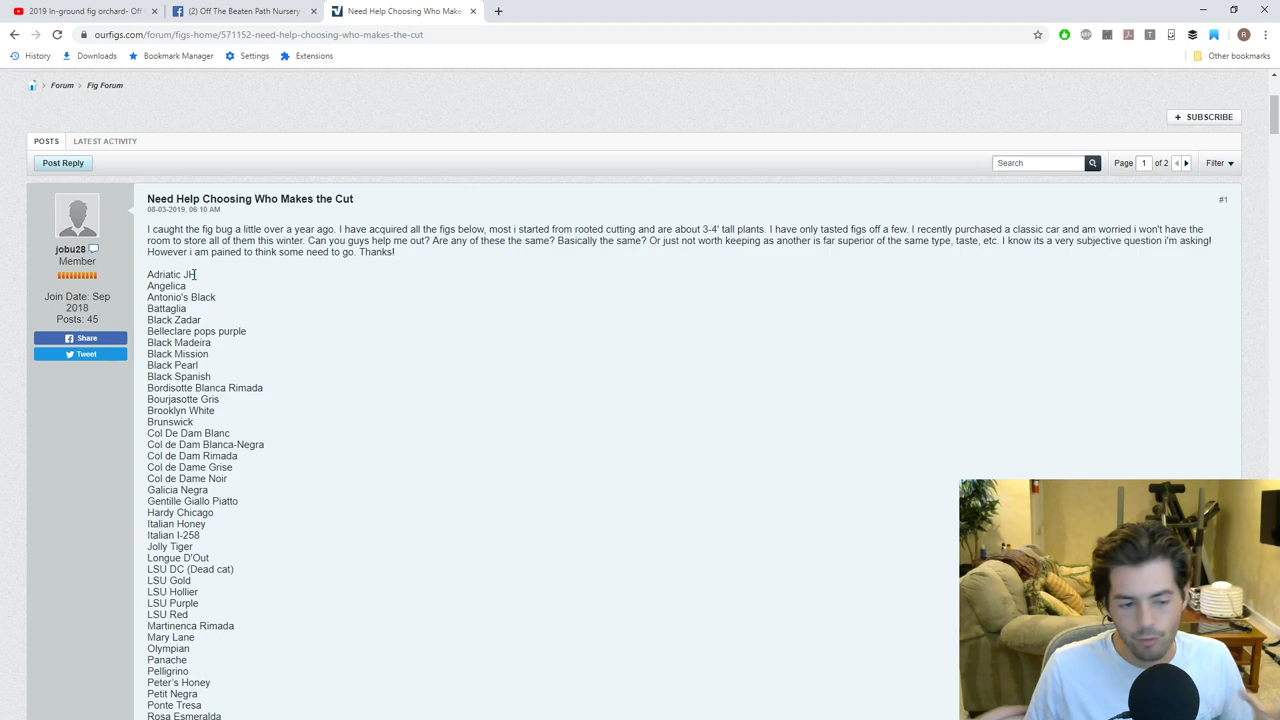 2019 In-ground fig orchard- Off
(2) Off The Beaten Path Nursery
Need Help Choosing Who Makes the
ourfigs.com/forum/figs-home/571152-need-help-choosing-who-makes-the-cut
History
Downloads
Bookmark Manager
Settings
Extensions
Other bookmarks
Forum > Fig Forum
+ SUBSCRIBE
POSTS LATEST ACTIVITY
Post Reply
Search
Page 1 of 2
Filter
jobu28
Member
Join Date: Sep
2018
Posts: 45
Share
Tweet
Need Help Choosing Who Makes the Cut
#1
08-03-2019, 06:10 AM
I caught the fig bug a little over a year ago. I have acquired all the figs below, most i started from rooted cutting and are about 3-4' tall plants. I have only tasted figs off a few. I recently purchased a classic car and am worried i won't have the
room to store all of them this winter. Can you guys help me out? Are any of these the same? Basically the same? Or just not worth keeping as another is far superior of the same type, taste, etc. I know its a very subjective question i'm asking!
However i am pained to think some need to go. Thanks!
Adriatic JH
Angelica
Antonio's Black
Battaglia
Black Zadar
Belleclare pops purple
Black Madeira
Black Mission
Black Pearl
Black Spanish
Bordisotte Blanca Rimada
Bourjasotte Gris
Brooklyn White
Brunswick
Col De Dam Blanc
Col de Dam Blanca-Negra
Col de Dam Rimada
Col de Dame Grise
Col de Dame Noir
Galicia Negra
Gentille Giallo Piatto
Hardy Chicago
Italian Honey
Italian I-258
Jolly Tiger
Longue D'Out
LSU DC (Dead cat)
LSU Gold
LSU Hollier
LSU Purple
LSU Red
Martinenca Rimada
Mary Lane
Olympian
Panache
Pelligrino
Peter's Honey
Petit Negra
Ponte Tresa
Rosa Esmeralda